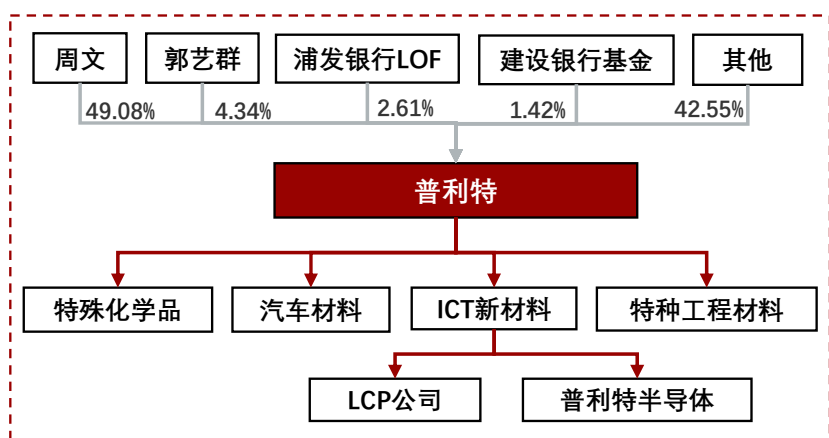 周文
郭艺群
浦发银行LOF
建设银行基金
其他
49.08%
4.34%
2.61%
1.42%
42.55%
普利特
特殊化学品
汽车材料
ICT新材料
特种工程材料
LCP公司
普利特半导体